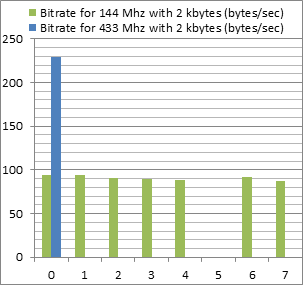 Bitrate for 144 Mhz with 2 kbytes (bytes/sec)
Bitrate for 433 Mhz with 2 kbytes (bytes/sec)
250
200
150
100
50
0
0 1 2 3 4 5 6 7